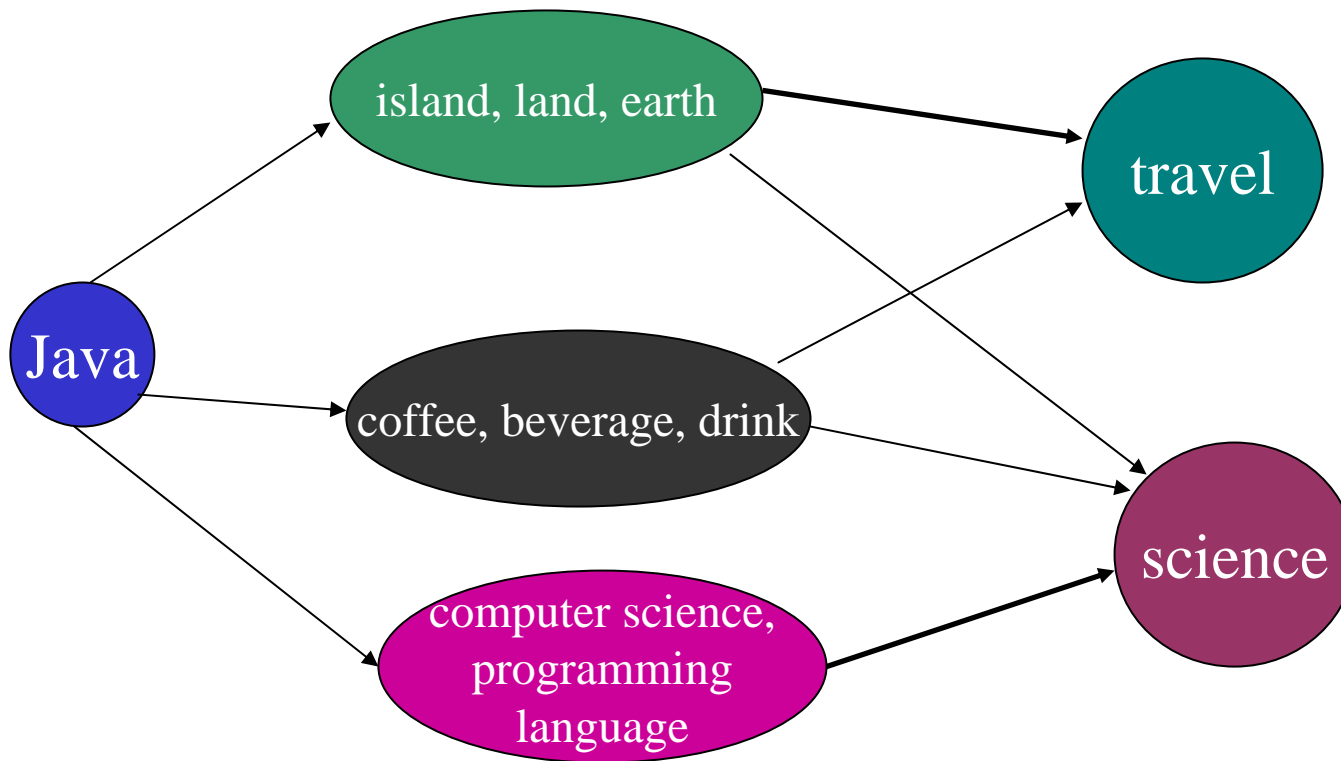 island, land, earth
travel
Java
coffee, beverage, drink
science
computer science,
programming
language